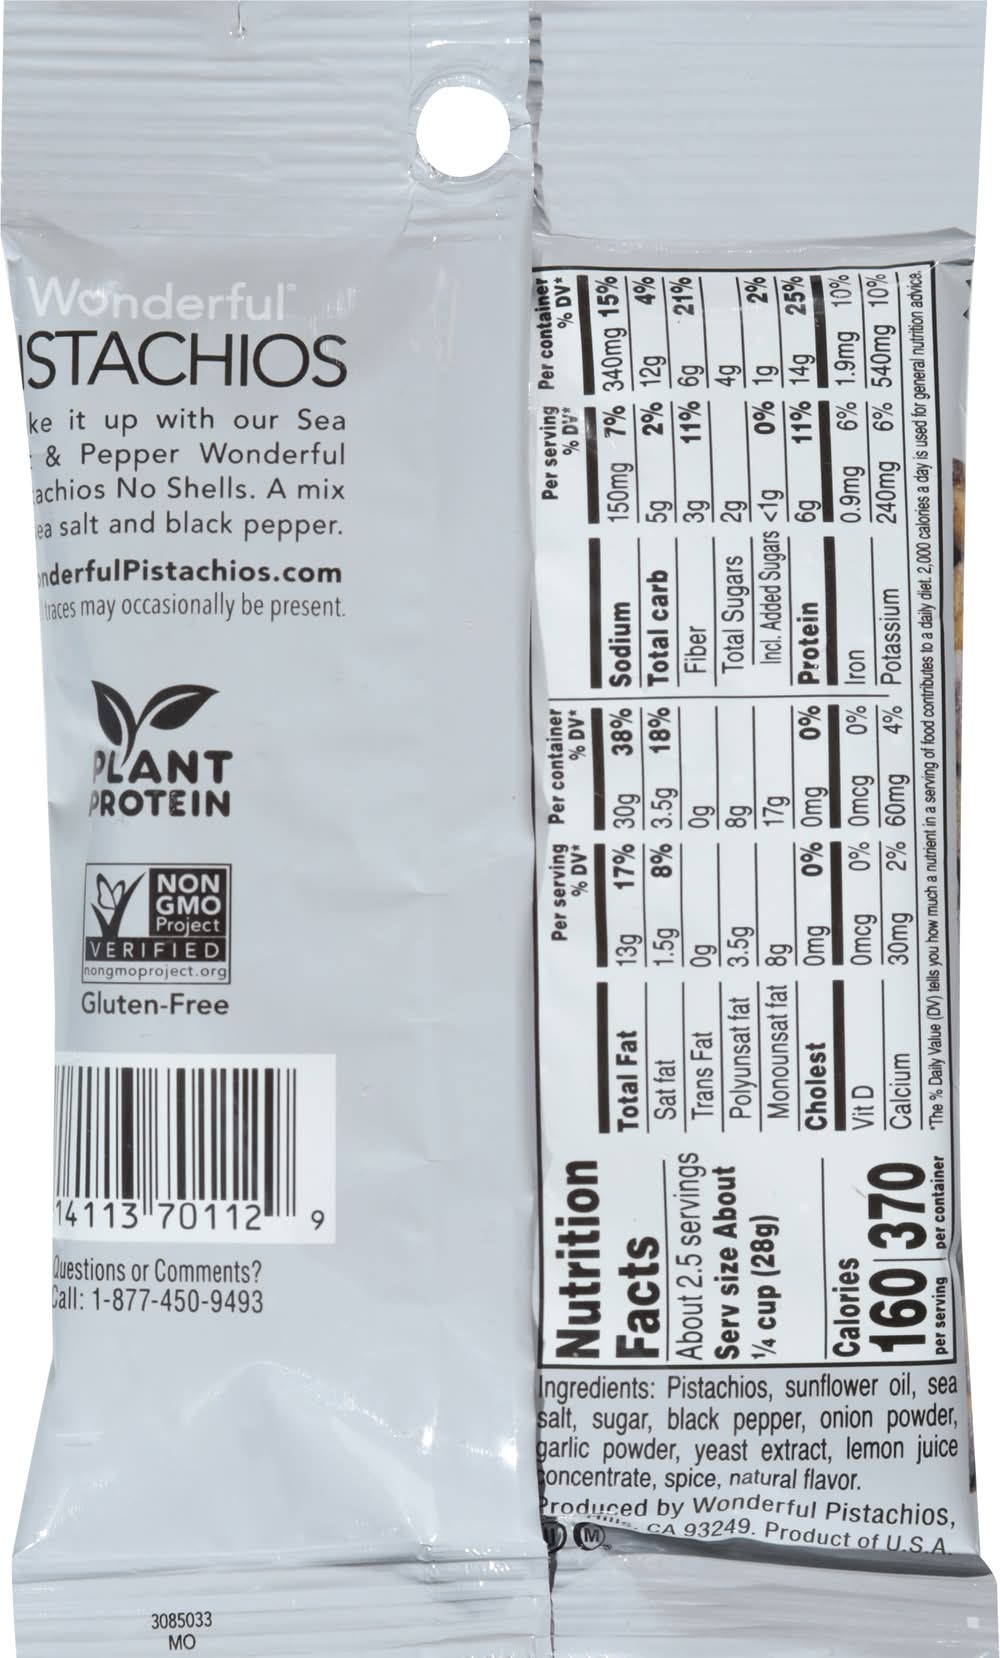 Wonderful
ISTACHIOS
ke it up with our Sea
& Pepper Wonderful
tachios No Shells. A mix
ea salt and black pepper.
nderfulPistachios.com
traces may occasionally be present.
PLANT
PROTEIN
NON
GMO
Project
VERIFIED
nongmoproject.org
Gluten-Free
14113 70112 9
Questions or Comments?
Call: 1-877-450-9493
3085033
MO
Nutrition
Facts
About 2.5 servings
Serv size About
1/4 cup (28g)
Calories
160 370
per serving per container
Per serving Per container
% DV* % DV*
Total Fat 13g 17% 30g 38%
Sat fat 1.5g 8% 3.5g 18%
Trans Fat 0g 0g
Polyunsat fat 3.5g 8g
Monounsat fat 8g 17g
Cholest 0mg 0% 0mg 0%
Vit D 0mcg 0% 0mcg 0%
Calcium 30mg 2% 60mg 4%
Per serving Per container
% DV* % DV*
Sodium 150mg 7% 340mg 15%
Total carb 5g 2% 12g 4%
Fiber 3g 11% 6g 21%
Total Sugars 2g 4g
Incl. Added Sugars <1g 0% 1g 2%
Protein 6g 11% 14g 25%
Iron 0.9mg 6% 1.9mg 10%
Potassium 240mg 6% 540mg 10%
*The % Daily Value (DV) tells you how much a nutrient in a serving of food contributes to a daily diet. 2,000 calories a day is used for general nutrition advice.
Ingredients: Pistachios, sunflower oil, sea
salt, sugar, black pepper, onion powder,
garlic powder, yeast extract, lemon juice
concentrate, spice, natural flavor.
Produced by Wonderful Pistachios,
Hills, CA 93249. Product of U.S.A.
U M